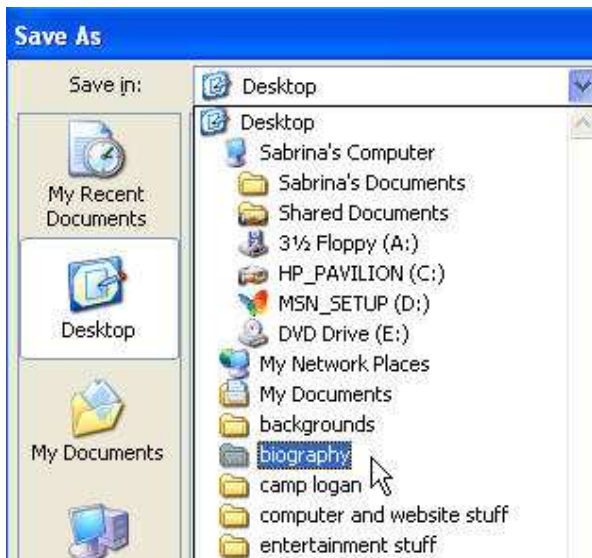 Save As
Save in:
Desktop
My Recent
Documents
Desktop
My Documents
Desktop
Sabrina's Computer
Sabrina's Documents
Shared Documents
3½ Floppy (A:)
HP_PAVILION (C:)
MSN_SETUP (D:)
DVD Drive (E:)
My Network Places
My Documents
backgrounds
biography
camp logan
computer and website stuff
entertainment stuff